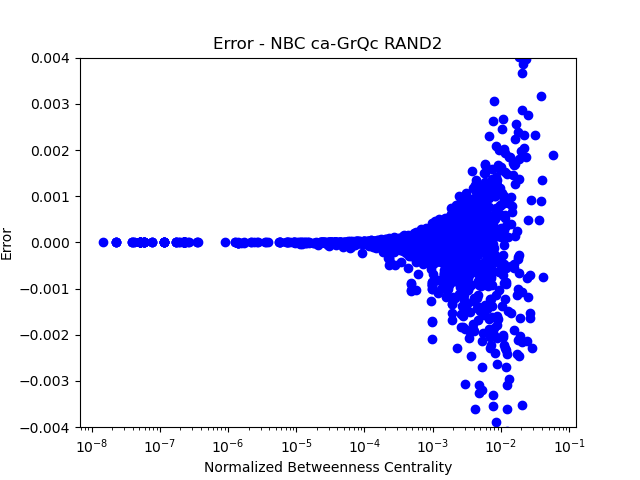 Error - NBC ca-GrQc RAND2
0.004
0.003
0.002
0.001
0.000
−0.001
−0.002
−0.003
−0.004
Error
10⁻⁸ 10⁻⁷ 10⁻⁶ 10⁻⁵ 10⁻⁴ 10⁻³ 10⁻² 10⁻¹
Normalized Betweenness Centrality